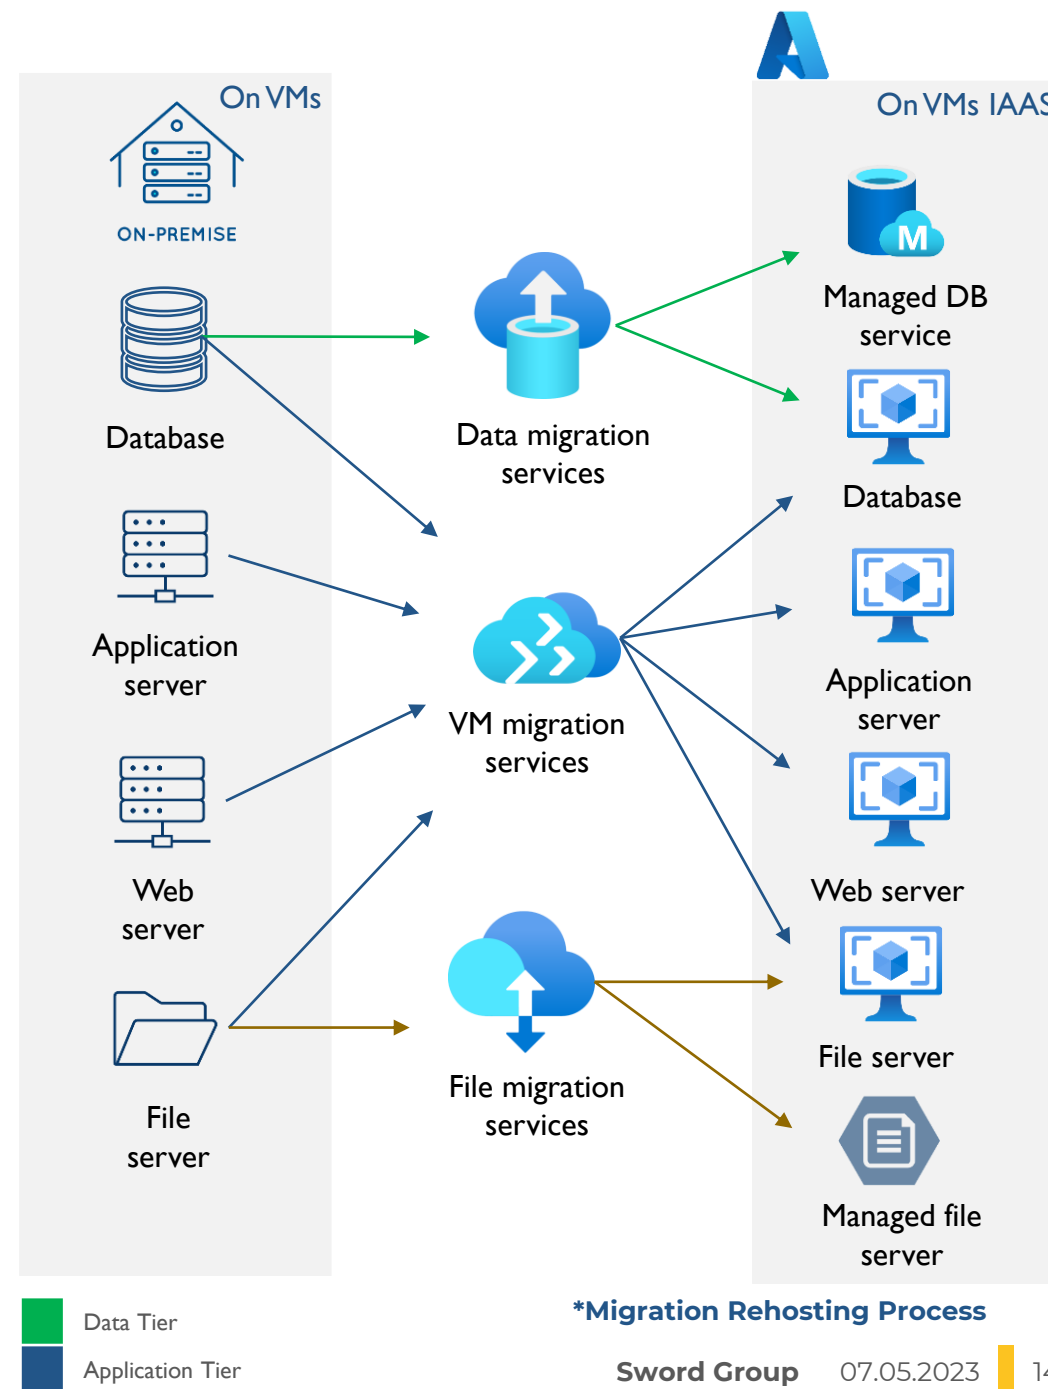 On VMs
ON-PREMISE
Database
Application
server
Web
server
File
server
Data migration
services
VM migration
services
File migration
services
On VMs IAAS
M
Managed DB
service
Database
Application
server
Web server
File server
Managed file
server
Data Tier
Application Tier
*Migration Rehosting Process
Sword Group 07.05.2023 14